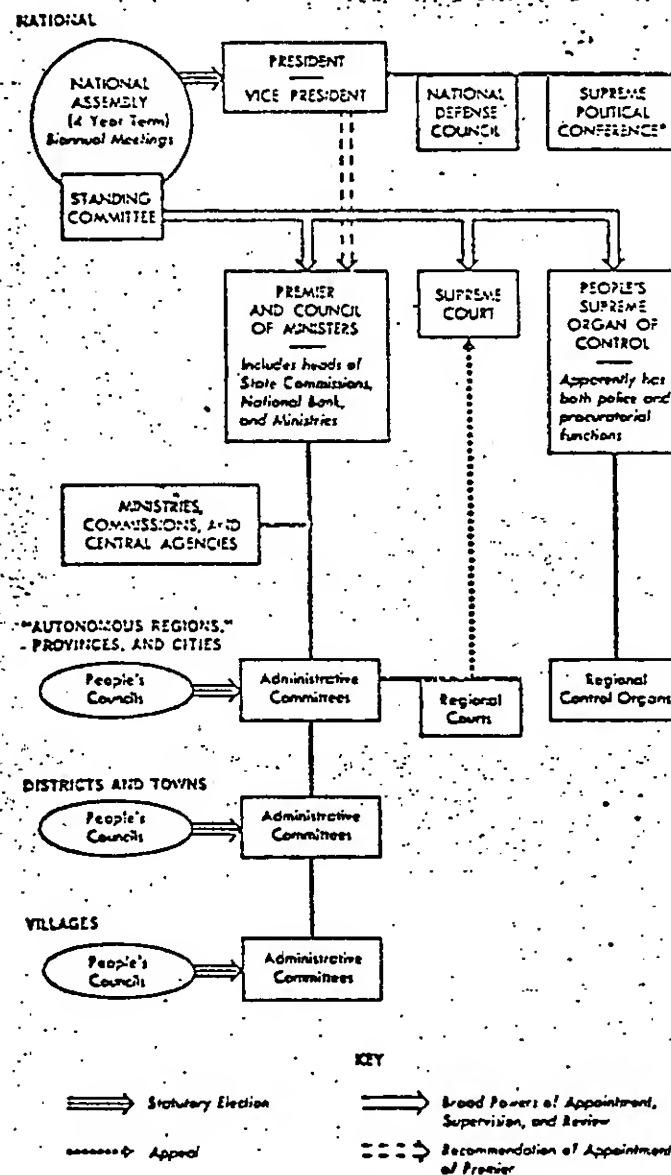 NATIONAL
NATIONAL
ASSEMBLY
(4 Year Term)
Biannual Meetings
STANDING
COMMITTEE
PRESIDENT
VICE PRESIDENT
NATIONAL
DEFENSE
COUNCIL
SUPREME
POLITICAL
CONFERENCE*
PREMIER
AND COUNCIL
OF MINISTERS
Includes heads of
State Commissions,
National Bank,
and Ministries
SUPREME
COURT
PEOPLE'S
SUPREME
ORGAN OF
CONTROL
Apparently has
both police and
procuratorial
functions
MINISTRIES,
COMMISSIONS, AND
CENTRAL AGENCIES
"AUTONOMOUS REGIONS,"
PROVINCES, AND CITIES
People's
Councils
Administrative
Committees
Regional
Courts
Regional
Control Organs
DISTRICTS AND TOWNS
People's
Councils
Administrative
Committees
VILLAGES
People's
Councils
Administrative
Committees
KEY
Statutory Election
Broad Powers of Appointment,
Supervision, and Review
Appeal
Recommendation of Appointment
of Premier